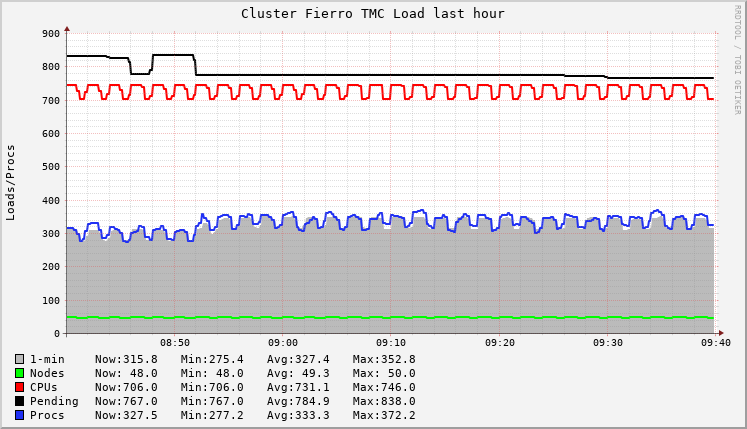 Cluster Fierro TMC Load last hour
RRDTOOL / TOBI OETIKER
Loads/Procs
900
800
700
600
500
400
300
200
100
0
08:50 09:00 09:10 09:20 09:30 09:40
1-min Now:315.8 Min:275.4 Avg:327.4 Max:352.8
Nodes Now: 48.0 Min: 48.0 Avg: 49.3 Max: 50.0
CPUs Now:706.0 Min:706.0 Avg:731.1 Max:746.0
Pending Now:767.0 Min:767.0 Avg:784.9 Max:838.0
Procs Now:327.5 Min:277.2 Avg:333.3 Max:372.2